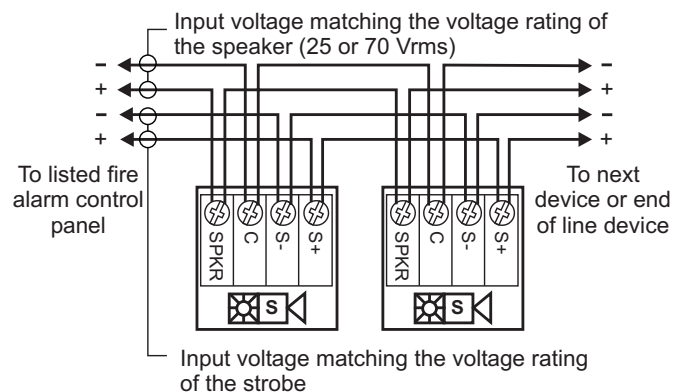 Input voltage matching the voltage rating of
the speaker (25 or 70 Vrms)
- -
+ +
- -
+ +
To listed fire
alarm control
panel
To next
device or end
of line device
SPKR C S- S+
SPKR C S- S+
S
S
Input voltage matching the voltage rating
of the strobe